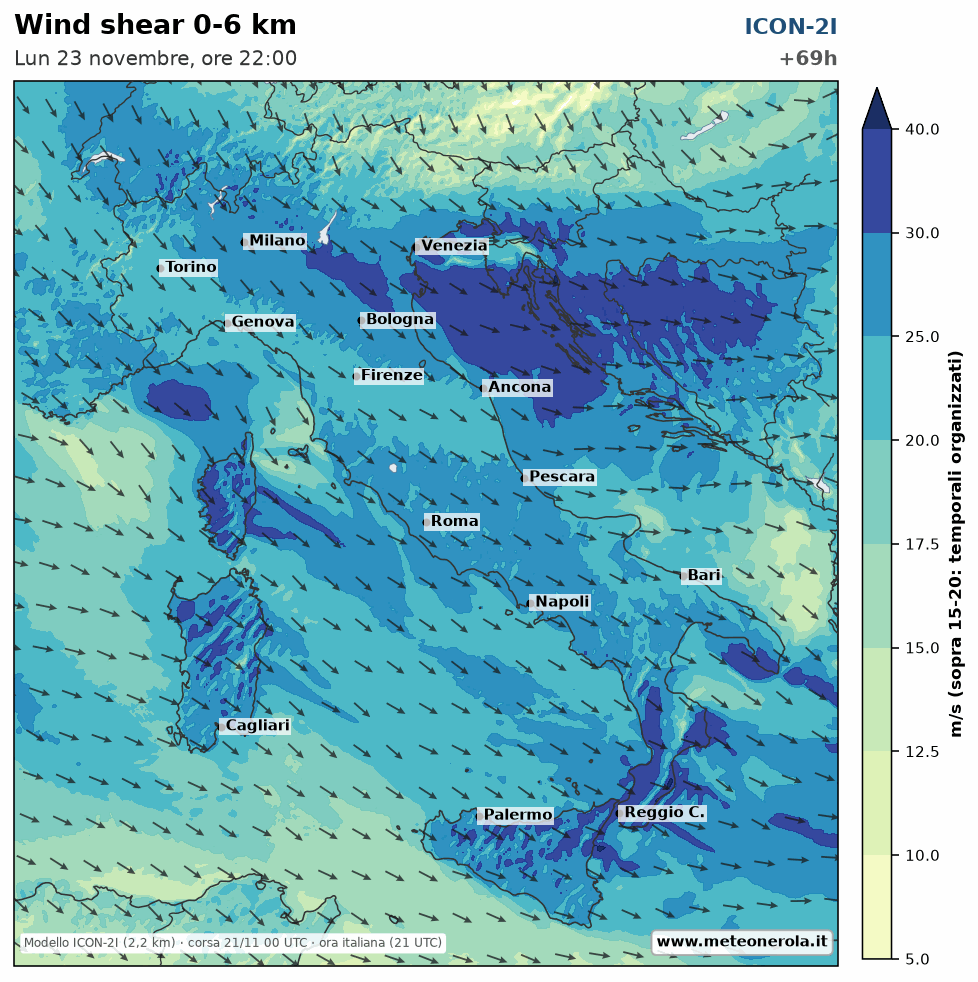 Wind shear 0-6 km
ICON-2I
Lun 23 novembre, ore 22:00
+69h
Milano
Venezia
Torino
Genova
Bologna
Firenze
Ancona
Pescara
Roma
Bari
Napoli
Cagliari
Palermo
Reggio C.
40.0
30.0
25.0
20.0
17.5
15.0
12.5
10.0
5.0
m/s (sopra 15-20: temporali organizzati)
Modello ICON-2I (2,2 km) · corsa 21/11 00 UTC · ora italiana (21 UTC)
www.meteonerola.it